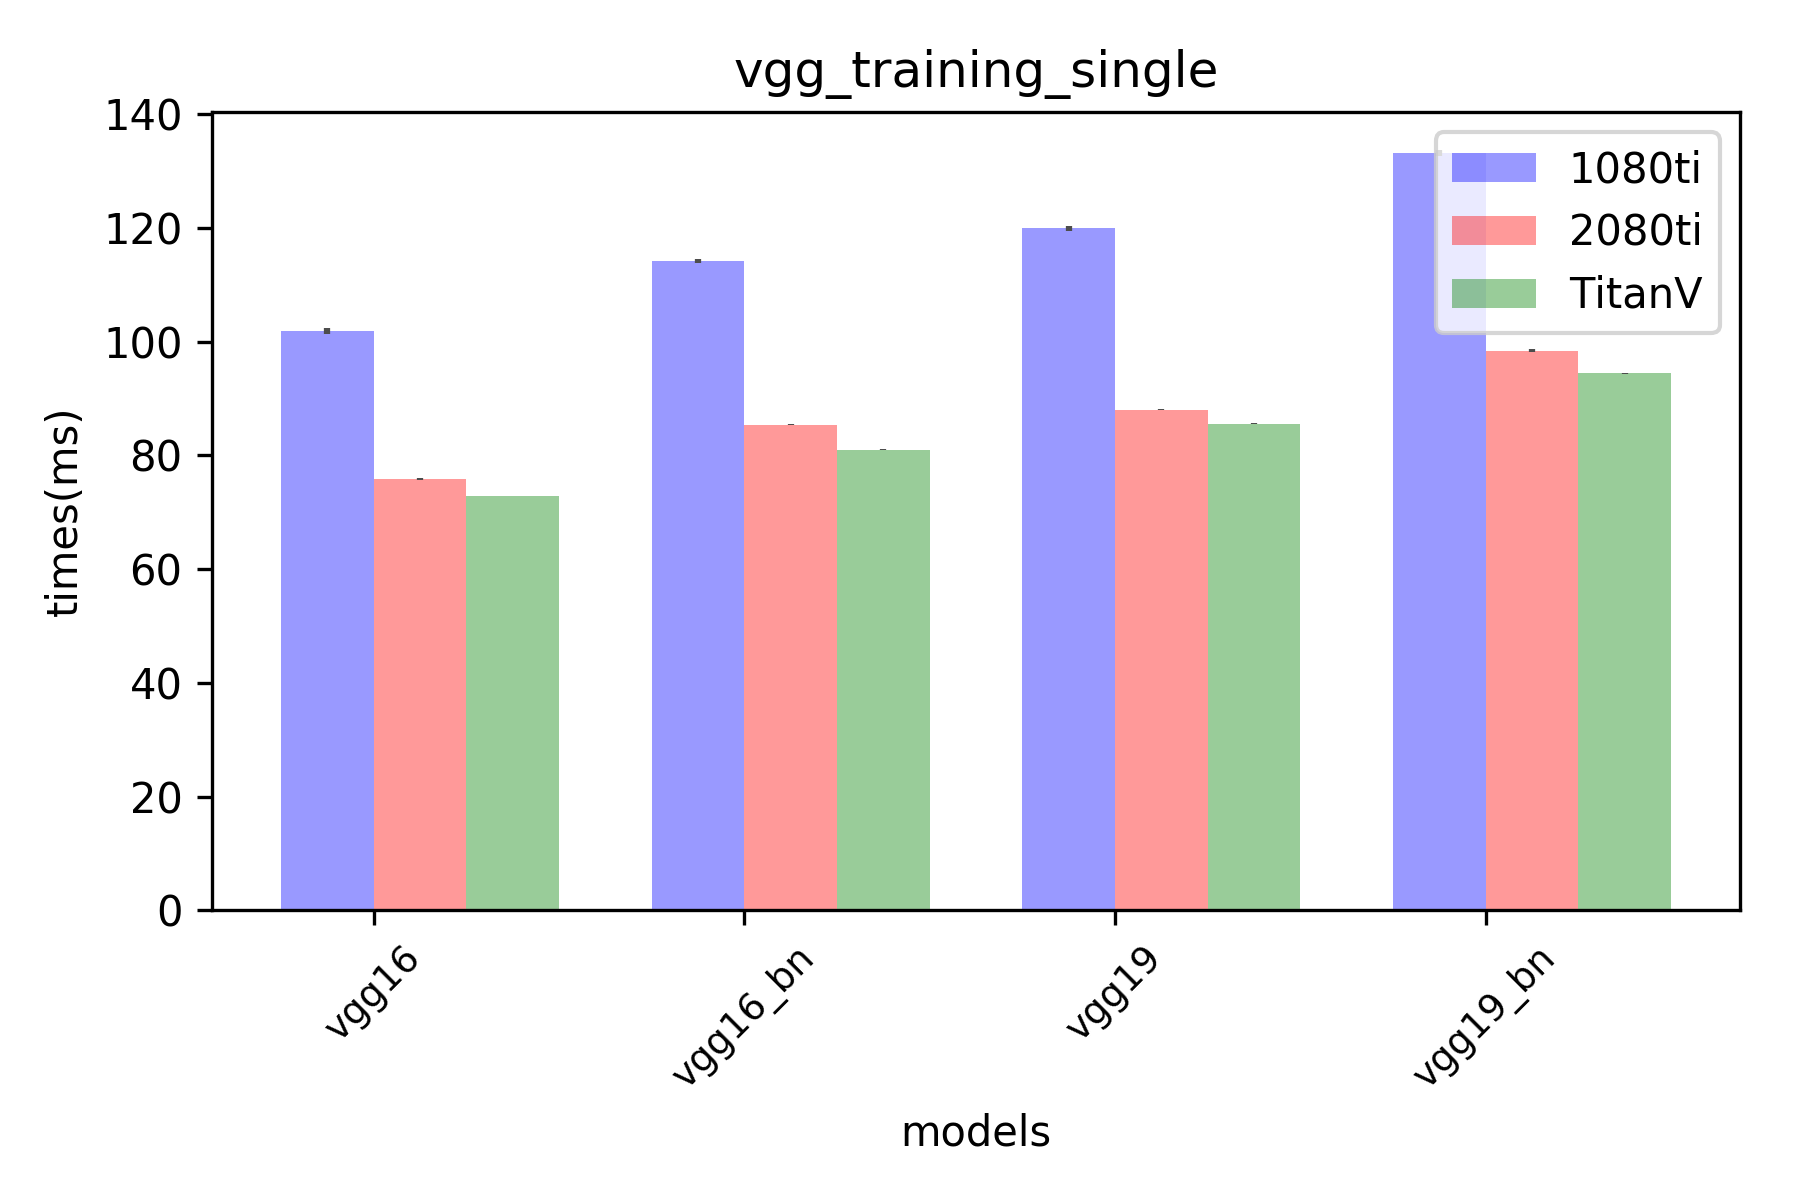 vgg_training_single
140
120
100
80
60
40
20
0
times(ms)
1080ti
2080ti
TitanV
vgg16
vgg16_bn
vgg19
vgg19_bn
models